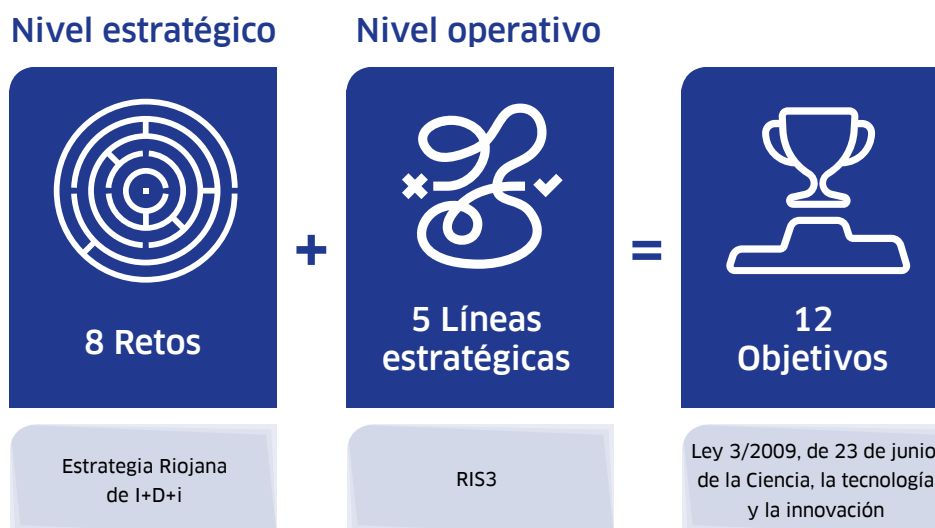 Nivel estratégico
Nivel operativo
8 Retos
+
5 Líneas
estratégicas
=
12
Objetivos
Estrategia Riojana
de I+D+i
RIS3
Ley 3/2009, de 23 de junio
de la Ciencia, la tecnología
y la innovación